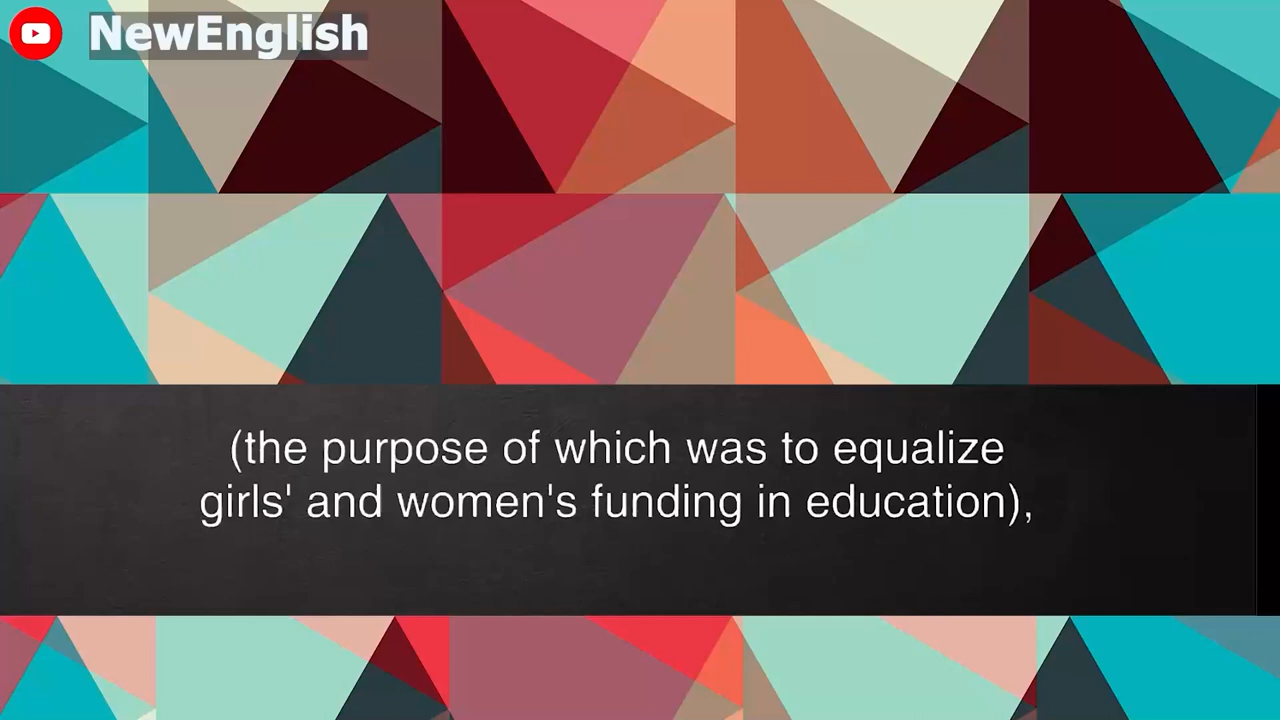 NewEnglish
(the purpose of which was to equalize
girls' and women's funding in education),